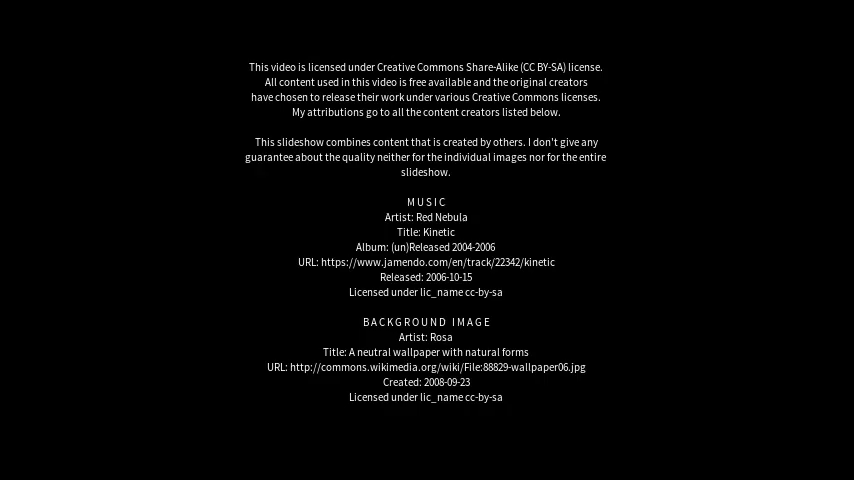 This video is licensed under Creative Commons Share-Alike (CC BY-SA) license.
All content used in this video is free available and the original creators
have chosen to release their work under various Creative Commons licenses.
My attributions go to all the content creators listed below.
This slideshow combines content that is created by others. I don't give any
guarantee about the quality neither for the individual images nor for the entire
slideshow.
MUSIC
Artist: Red Nebula
Title: Kinetic
Album: (un)Released 2004-2006
URL: https://www.jamendo.com/en/track/22342/kinetic
Released: 2006-10-15
Licensed under lic_name cc-by-sa
BACKGROUND IMAGE
Artist: Rosa
Title: A neutral wallpaper with natural forms
URL: http://commons.wikimedia.org/wiki/File:88829-wallpaper06.jpg
Created: 2008-09-23
Licensed under lic_name cc-by-sa